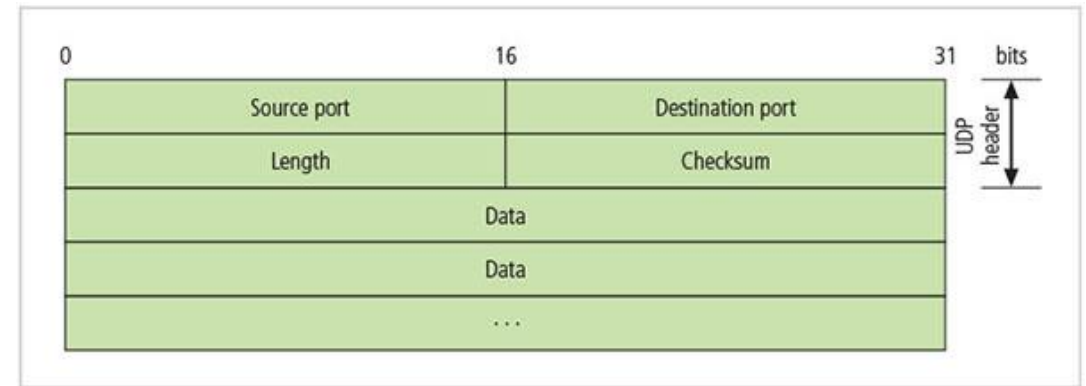 0 16 31 bits
Source port Destination port
Length Checksum
UDP
header
Data
Data
...